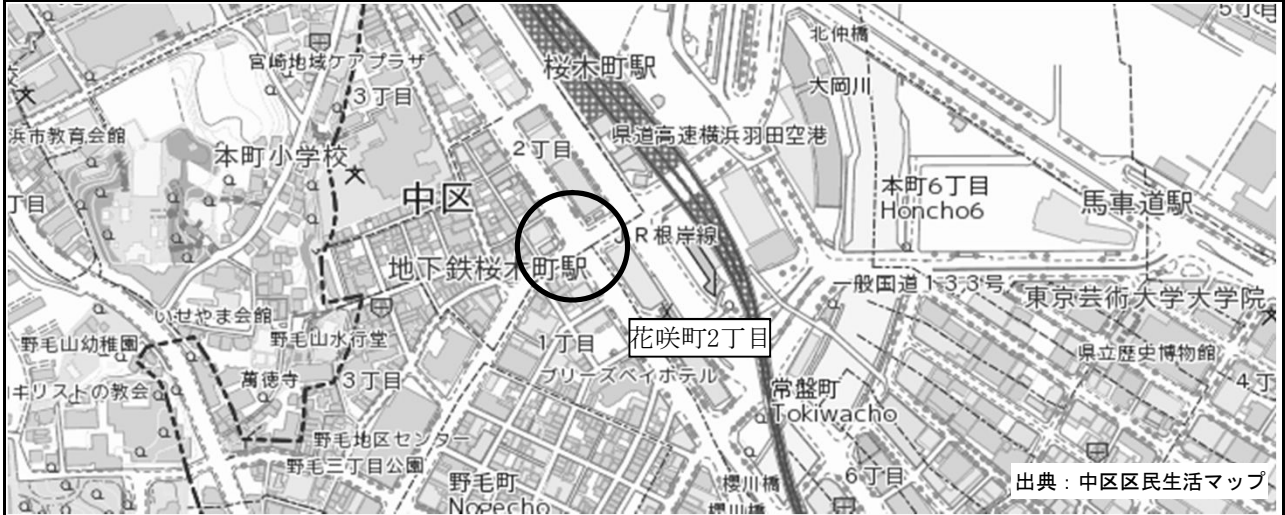 5丁目
北仲橋
宮崎地域ケアプラザ
桜木町駅
大岡川
3丁目
浜市教育会館
県道高速横浜羽田空港
2丁目
本町小学校
中区
本町6丁目
Honcho6
馬車道駅
丁目
JR根岸線
地下鉄桜木町駅
一般国道133号
東京芸術大学大学院
いせやま会館
野毛山幼稚園
野毛山水行堂
1丁目
花咲町2丁目
県立歴史博物館
萬徳寺
3丁目
ブリーズベイホテル
キリストの教会
常盤町
Tokiwacho
4丁
野毛地区センター
野毛三丁目公園
野毛町
Nogecho
6丁目
櫻川橋
櫻川橋
出典:中区区民生活マップ